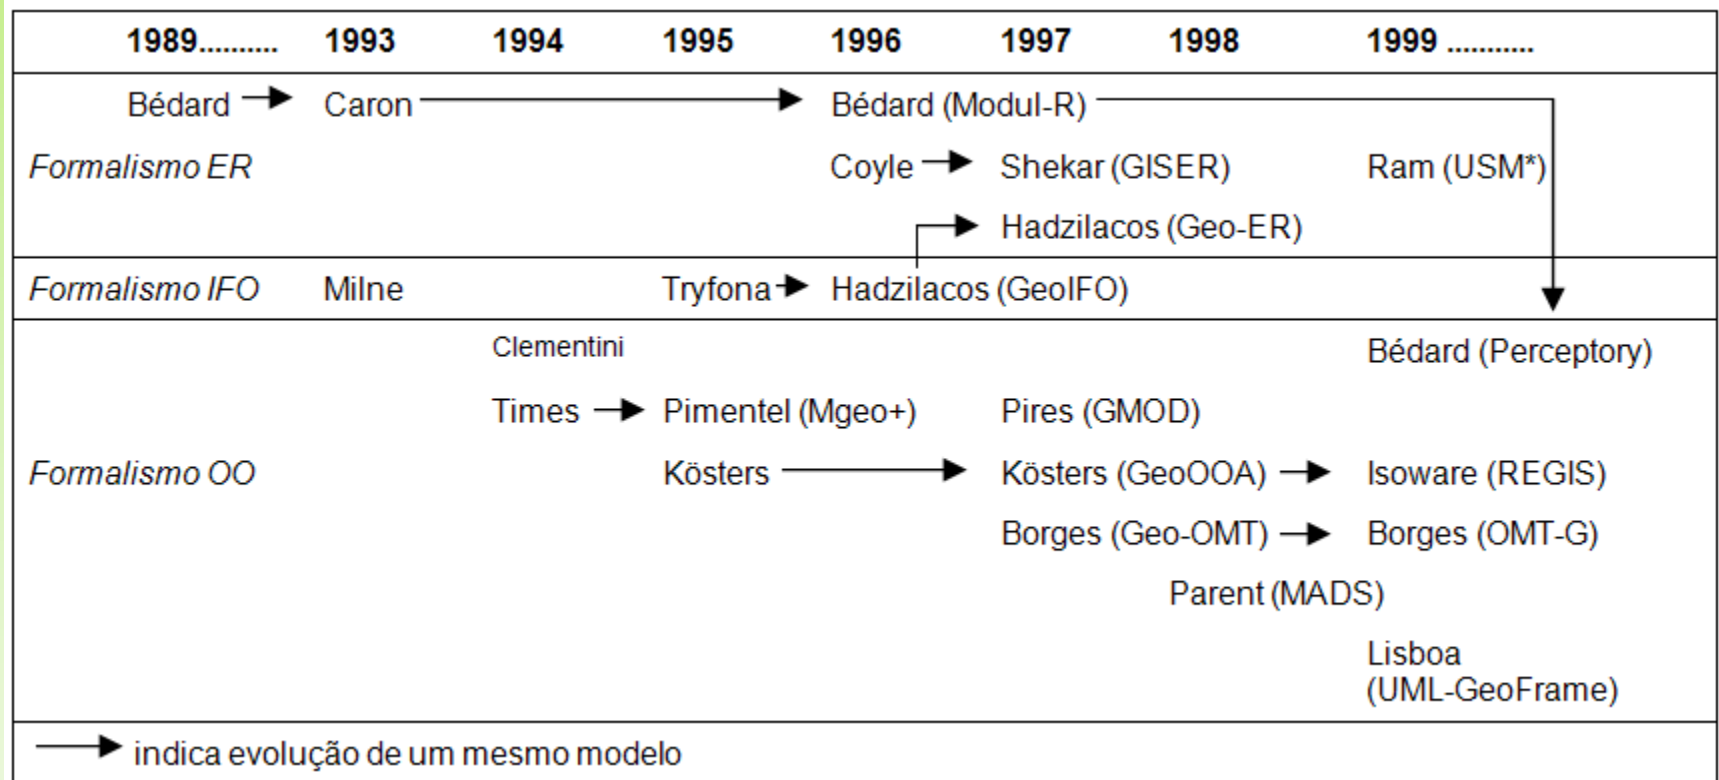 1989.......... 1993 1994 1995 1996 1997 1998 1999 ...........
Bédard Caron Bédard (Modul-R)
Formalismo ER Coyle Shekar (GISER) Ram (USM*)
Hadzilacos (Geo-ER)
Formalismo IFO Milne Tryfona Hadzilacos (GeoIFO)
Clementini Bédard (Perceptory)
Times Pimentel (Mgeo+) Pires (GMOD)
Formalismo OO Kösters Kösters (GeoOOA) Isoware (REGIS)
Borges (Geo-OMT) Borges (OMT-G)
Parent (MADS)
Lisboa
(UML-GeoFrame)
indica evolução de um mesmo modelo